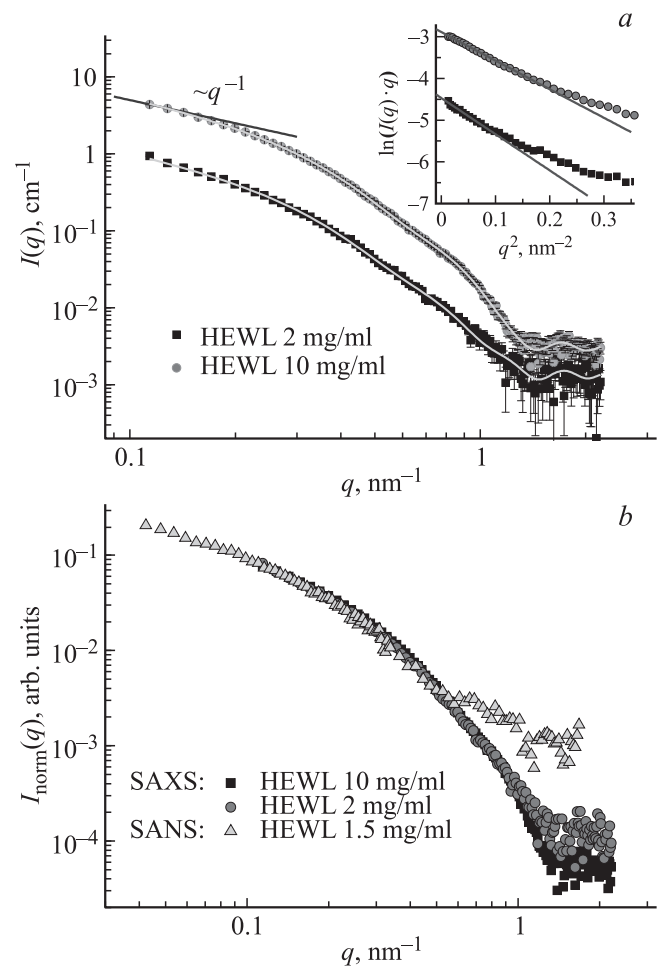 a
10
1
10⁻¹
10⁻²
10⁻³
I(q), cm⁻¹
~q⁻¹
HEWL 2 mg/ml
HEWL 10 mg/ml
0.1
1
q, nm⁻¹
−3
−4
−5
−6
−7
ln(I(q) · q)
0
0.1
0.2
0.3
q², nm⁻²
b
10⁻¹
10⁻²
10⁻³
10⁻⁴
I_norm(q), arb. units
SAXS: HEWL 10 mg/ml
HEWL 2 mg/ml
SANS: HEWL 1.5 mg/ml
0.1
1
q, nm⁻¹